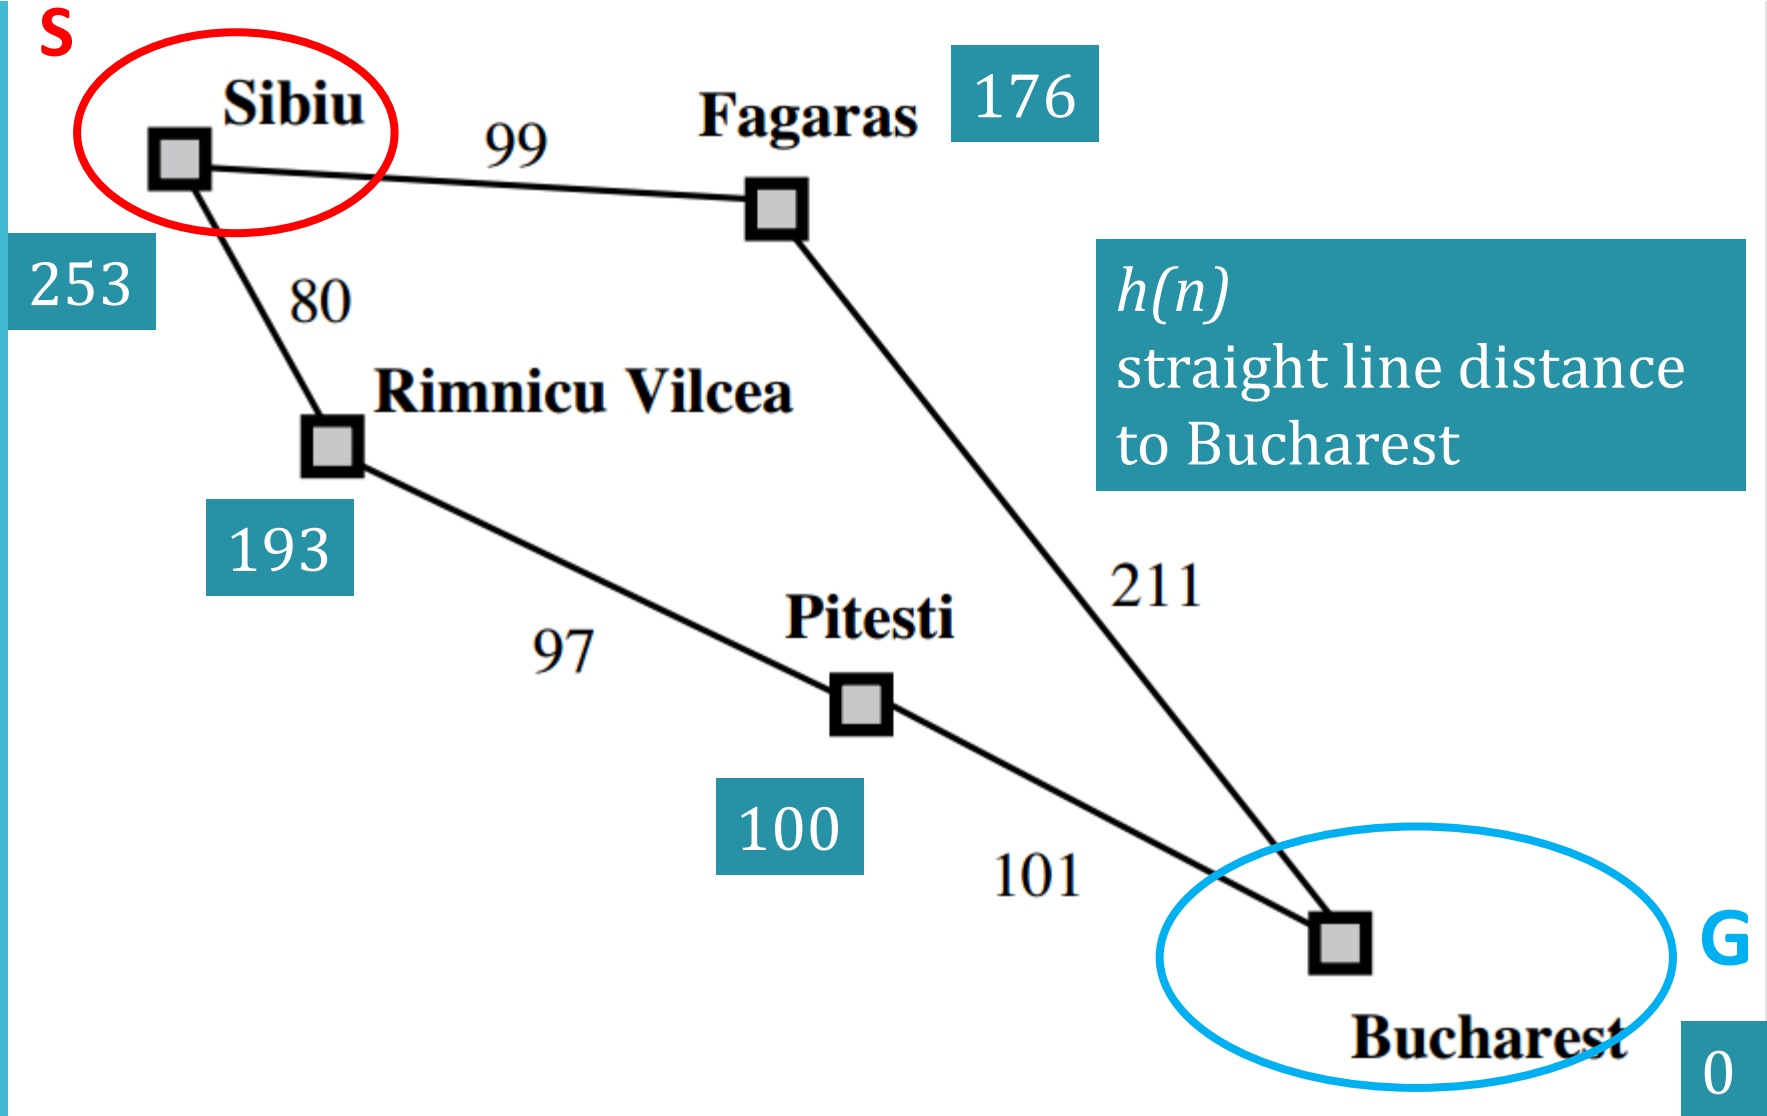 S
Sibiu
99
Fagaras
176
253
80
h(n)
straight line distance
to Bucharest
Rimnicu Vilcea
193
97
Pitesti
211
100
101
G
Bucharest
0